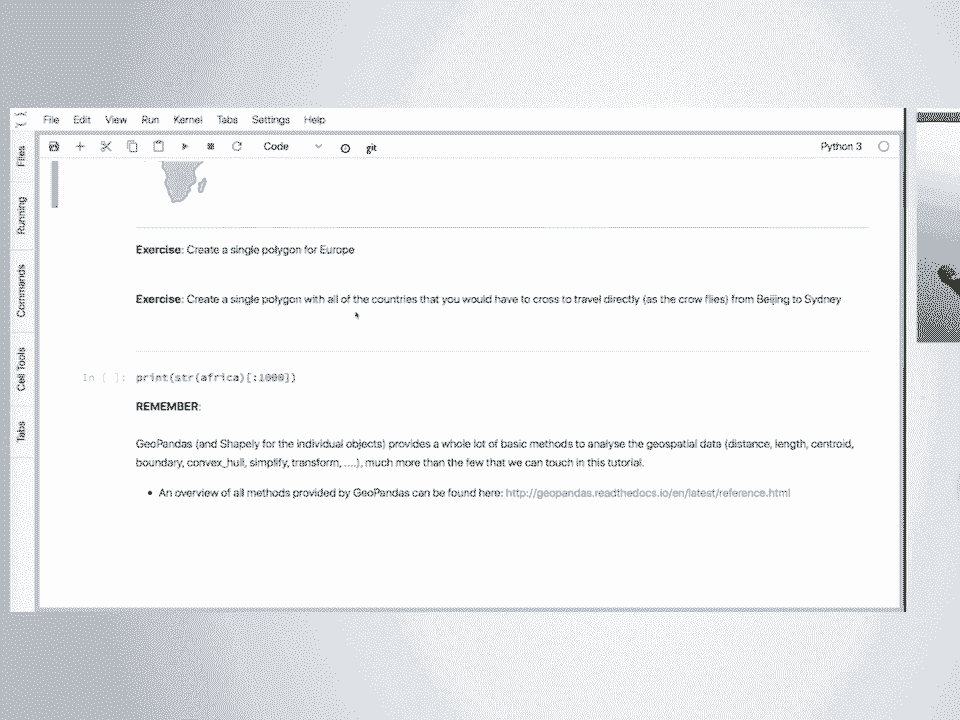 File Edit View Run Kernel Tabs Settings Help
Code git Python 3
Files
Running
Commands
Cell Tools
Tabs
Exercise: Create a single polygon for Europe
Exercise: Create a single polygon with all of the countries that you would have to cross to travel directly (as the crow flies) from Beijing to Sydney
In [ ]: print(str(africa)[:1000])
REMEMBER:
GeoPandas (and Shapely for the individual objects) provides a whole lot of basic methods to analyse the geospatial data (distance, length, centroid,
boundary, convex_hull, simplify, transform, ....), much more than the few that we can touch in this tutorial.
• An overview of all methods provided by GeoPandas can be found here: http://geopandas.readthedocs.io/en/latest/reference.html